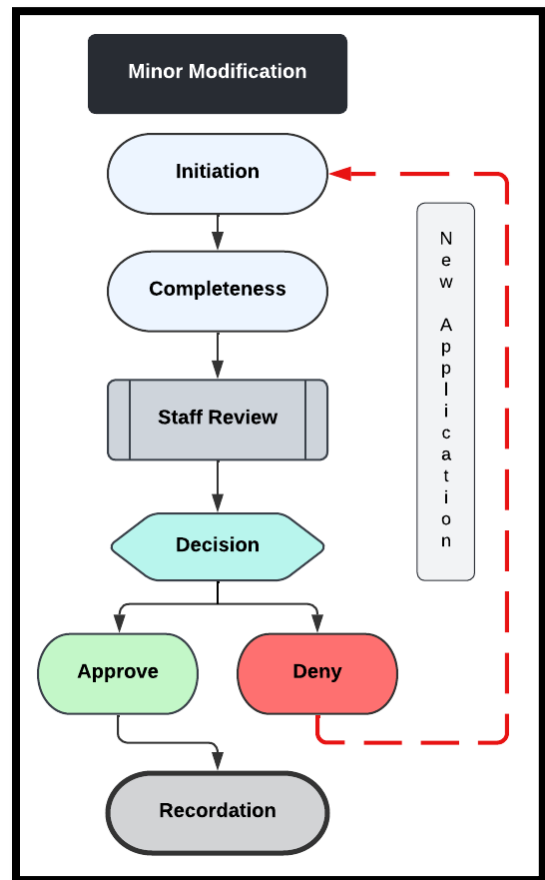 Minor Modification
Initiation
Completeness
Staff Review
Decision
Approve
Deny
Recordation
New Application